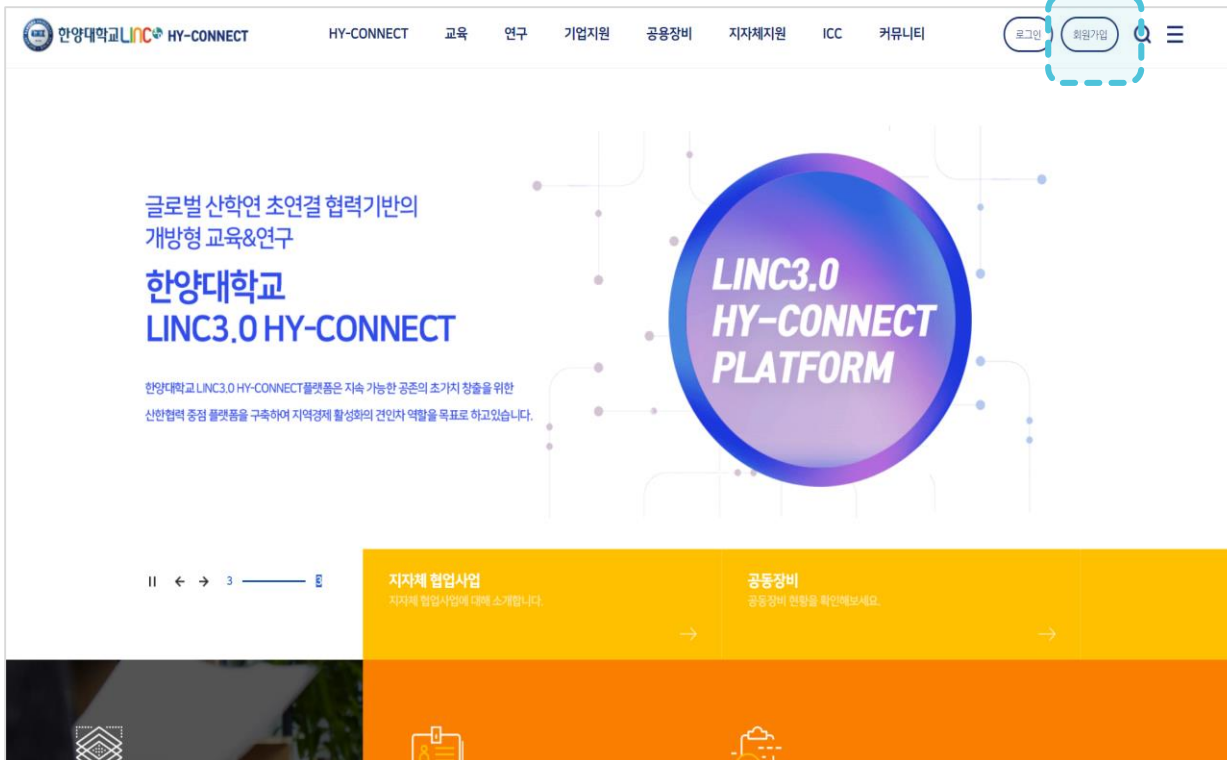 한양대학교 LINC HY-CONNECT
HY-CONNECT 교육 연구 기업지원 공용장비 지자체지원 ICC 커뮤니티
로그인 회원가입
글로벌 산학연 초연결 협력기반의
개방형 교육&연구
한양대학교
LINC3.0 HY-CONNECT
한양대학교 LINC3.0 HY-CONNECT플랫폼은 지속 가능한 공존의 초가치 창출을 위한
산한협력 중점 플랫폼을 구축하여 지역경제 활성화의 견인차 역할을 목표로 하고있습니다.
LINC3.0
HY-CONNECT
PLATFORM
3 3
지자체 협업사업
지자체 협업사업에 대해 소개합니다.
공동장비
공동장비 현황을 확인해보세요.